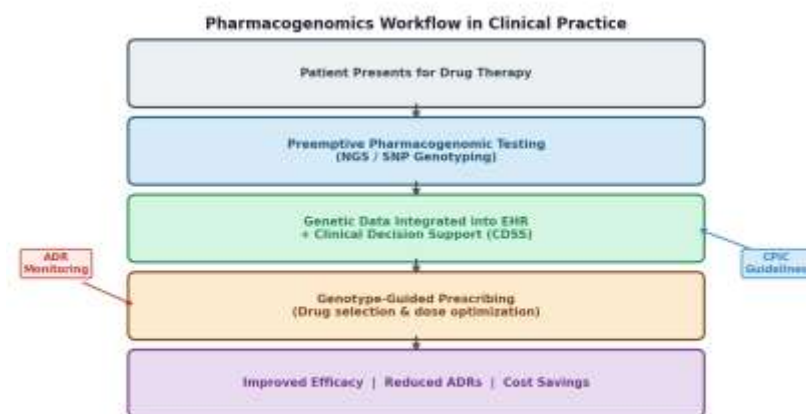 Pharmacogenomics Workflow in Clinical Practice
Patient Presents for Drug Therapy
Preemptive Pharmacogenomic Testing
(NGS / SNP Genotyping)
Genetic Data Integrated into EHR
+ Clinical Decision Support (CDSS)
ADR
Monitoring
CPIC
Guidelines
Genotype-Guided Prescribing
(Drug selection & dose optimization)
Improved Efficacy | Reduced ADRs | Cost Savings